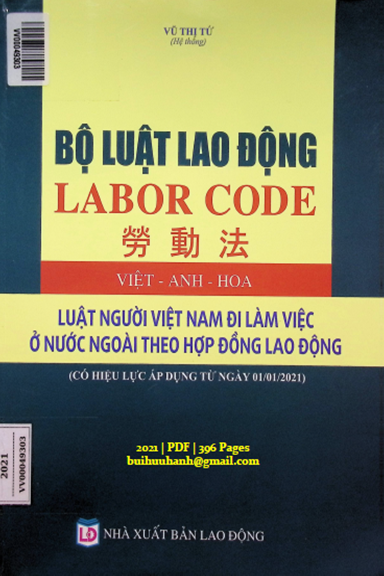 VŨ THỊ TỨ
(Hệ thống)
VV00049303
BỘ LUẬT LAO ĐỘNG
LABOR CODE
勞動法
VIỆT - ANH - HOA
LUẬT NGƯỜI VIỆT NAM ĐI LÀM VIỆC
Ở NƯỚC NGOÀI THEO HỢP ĐỒNG LAO ĐỘNG
(CÓ HIỆU LỰC ÁP DỤNG TỪ NGÀY 01/01/2021)
2021
VV00049303
2021 | PDF | 396 Pages
buihuuhanh@gmail.com
LĐ
NHÀ XUẤT BẢN LAO ĐỘNG